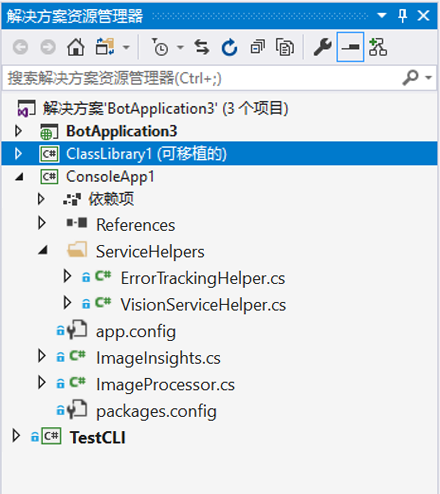 解决方案资源管理器
搜索解决方案资源管理器(Ctrl+;)
解决方案'BotApplication3' (3 个项目)
BotApplication3
ClassLibrary1 (可移植的)
ConsoleApp1
依赖项
References
ServiceHelpers
ErrorTrackingHelper.cs
VisionServiceHelper.cs
app.config
ImageInsights.cs
ImageProcessor.cs
packages.config
TestCLI